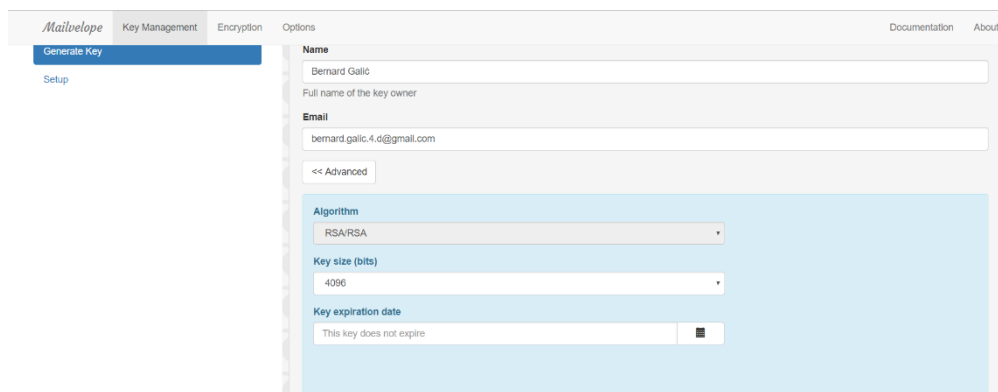 Mailvelope Key Management Encryption Options Documentation About
Generate Key
Setup
Name
Bernard Galić
Full name of the key owner
Email
bernard.galic.4.d@gmail.com
<< Advanced
Algorithm
RSA/RSA
Key size (bits)
4096
Key expiration date
This key does not expire